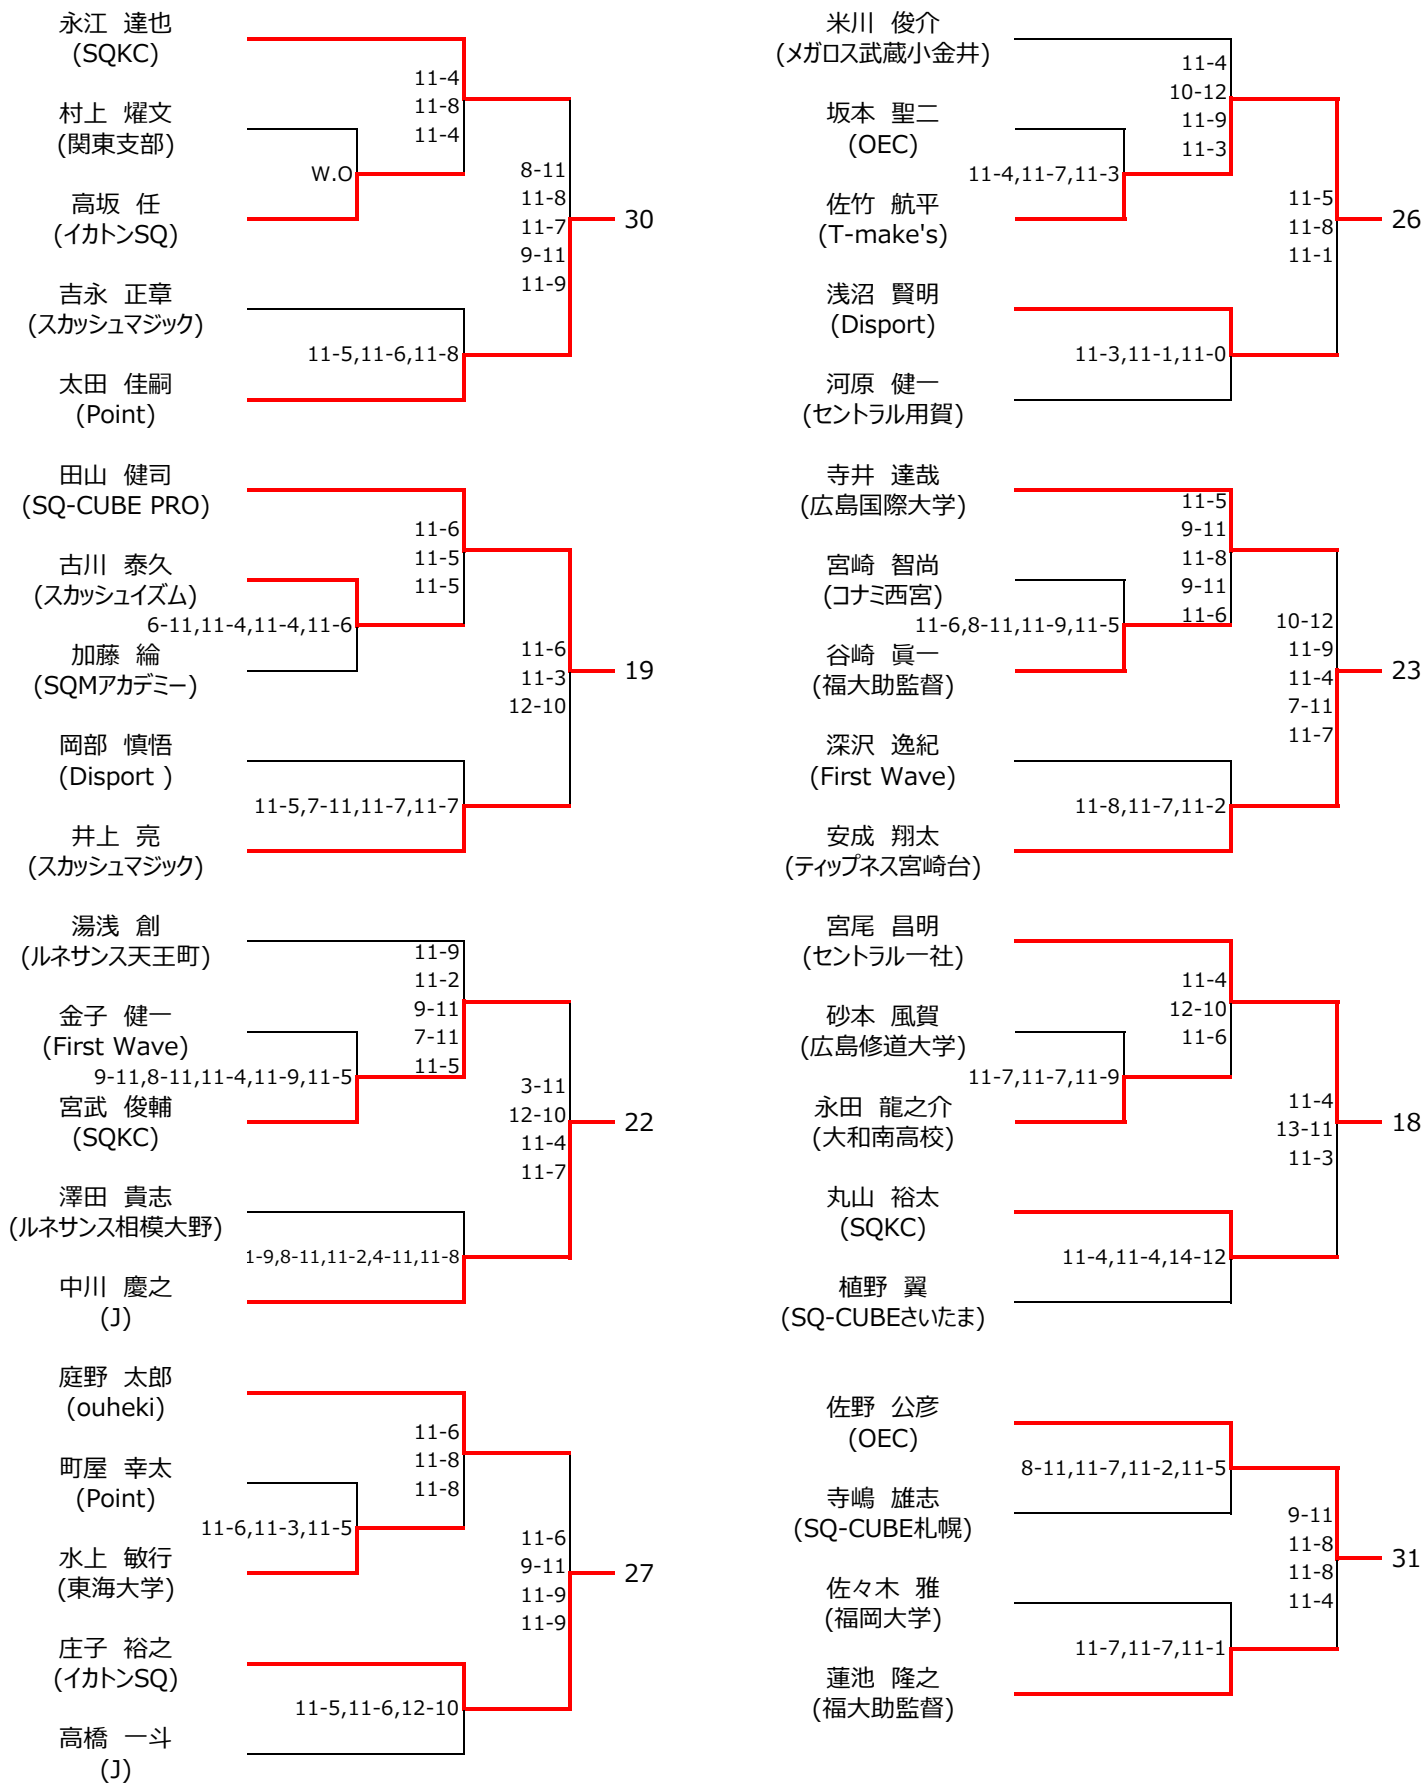 永江 達也
(SQKC)
11-4
11-8
11-4
村上 燿文
(関東支部)
W.O
高坂 任
(イカトンSQ)
8-11
11-8
11-7
9-11
11-9
30
吉永 正章
(スカッシュマジック)
11-5,11-6,11-8
太田 佳嗣
(Point)
田山 健司
(SQ-CUBE PRO)
11-6
11-5
11-5
古川 泰久
(スカッシュイズム)
6-11,11-4,11-4,11-6
加藤 綸
(SQMアカデミー)
11-6
11-3
12-10
19
岡部 慎悟
(Disport )
11-5,7-11,11-7,11-7
井上 亮
(スカッシュマジック)
湯浅 創
(ルネサンス天王町)
11-9
11-2
9-11
7-11
11-5
金子 健一
(First Wave)
9-11,8-11,11-4,11-9,11-5
宮武 俊輔
(SQKC)
3-11
12-10
11-4
11-7
22
澤田 貴志
(ルネサンス相模大野)
1-9,8-11,11-2,4-11,11-8
中川 慶之
(J)
庭野 太郎
(ouheki)
11-6
11-8
11-8
町屋 幸太
(Point)
11-6,11-3,11-5
水上 敏行
(東海大学)
11-6
9-11
11-9
11-9
27
庄子 裕之
(イカトンSQ)
11-5,11-6,12-10
高橋 一斗
(J)
米川 俊介
(メガロス武蔵小金井)
11-4
10-12
11-9
11-3
坂本 聖二
(OEC)
11-4,11-7,11-3
佐竹 航平
(T-make's)
11-5
11-8
11-1
26
浅沼 賢明
(Disport)
11-3,11-1,11-0
河原 健一
(セントラル用賀)
寺井 達哉
(広島国際大学)
11-5
9-11
11-8
9-11
11-6
宮崎 智尚
(コナミ西宮)
11-6,8-11,11-9,11-5
谷崎 眞一
(福大助監督)
10-12
11-9
11-4
7-11
11-7
23
深沢 逸紀
(First Wave)
11-8,11-7,11-2
安成 翔太
(ティップネス宮崎台)
宮尾 昌明
(セントラル一社)
11-4
12-10
11-6
砂本 風賀
(広島修道大学)
11-7,11-7,11-9
永田 龍之介
(大和南高校)
11-4
13-11
11-3
18
丸山 裕太
(SQKC)
11-4,11-4,14-12
植野 翼
(SQ-CUBEさいたま)
佐野 公彦
(OEC)
8-11,11-7,11-2,11-5
寺嶋 雄志
(SQ-CUBE札幌)
9-11
11-8
11-8
11-4
31
佐々木 雅
(福岡大学)
11-7,11-7,11-1
蓮池 隆之
(福大助監督)